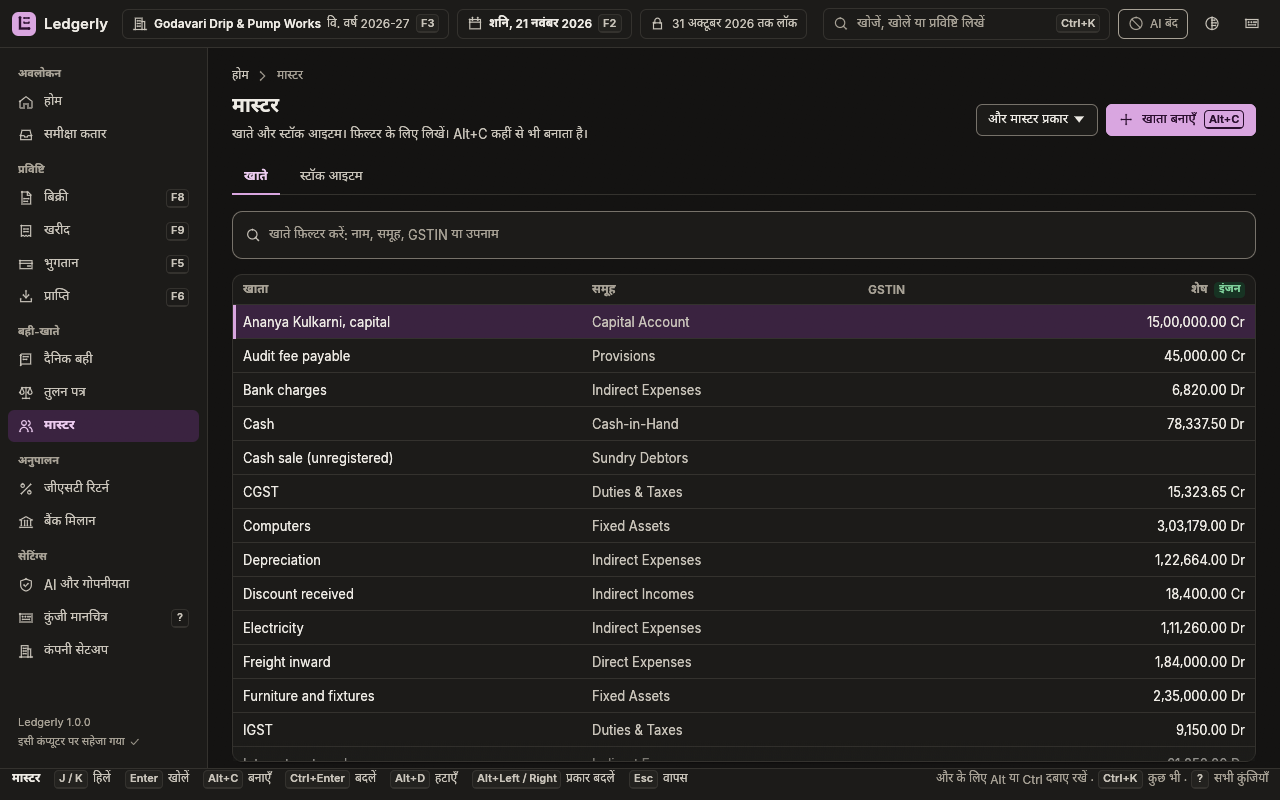 Ledgerly
Godavari Drip & Pump Works वि. वर्ष 2026-27 F3
शनि, 21 नवंबर 2026 F2
31 अक्टूबर 2026 तक लॉक
खोजें, खोलें या प्रविष्टि लिखें Ctrl+K
AI बंद
अवलोकन
होम
समीक्षा कतार
प्रविष्टि
बिक्री F8
खरीद F9
भुगतान F5
प्राप्ति F6
बही-खाते
दैनिक बही
तुलन पत्र
मास्टर
अनुपालन
जीएसटी रिटर्न
बैंक मिलान
सेटिंग्स
AI और गोपनीयता
कुंजी मानचित्र ?
कंपनी सेटअप
Ledgerly 1.0.0
इसी कंप्यूटर पर सहेजा गया
होम > मास्टर
मास्टर
खाते और स्टॉक आइटम। फ़िल्टर के लिए लिखें। Alt+C कहीं से भी बनाता है।
और मास्टर प्रकार
खाता बनाएँ Alt+C
खाते स्टॉक आइटम
खाते फ़िल्टर करें: नाम, समूह, GSTIN या उपनाम
खाता समूह GSTIN शेष इंजन
Ananya Kulkarni, capital Capital Account 15,00,000.00 Cr
Audit fee payable Provisions 45,000.00 Cr
Bank charges Indirect Expenses 6,820.00 Dr
Cash Cash-in-Hand 78,337.50 Dr
Cash sale (unregistered) Sundry Debtors
CGST Duties & Taxes 15,323.65 Cr
Computers Fixed Assets 3,03,179.00 Dr
Depreciation Indirect Expenses 1,22,664.00 Dr
Discount received Indirect Incomes 18,400.00 Cr
Electricity Indirect Expenses 1,11,260.00 Dr
Freight inward Direct Expenses 1,84,000.00 Dr
Furniture and fixtures Fixed Assets 2,35,000.00 Dr
IGST Duties & Taxes 9,150.00 Dr
मास्टर J / K हिलें Enter खोलें Alt+C बनाएँ Ctrl+Enter बदलें Alt+D हटाएँ Alt+Left / Right प्रकार बदलें Esc वापस
और के लिए Alt या Ctrl दबाए रखें · Ctrl+K कुछ भी · ? सभी कुंजियाँ